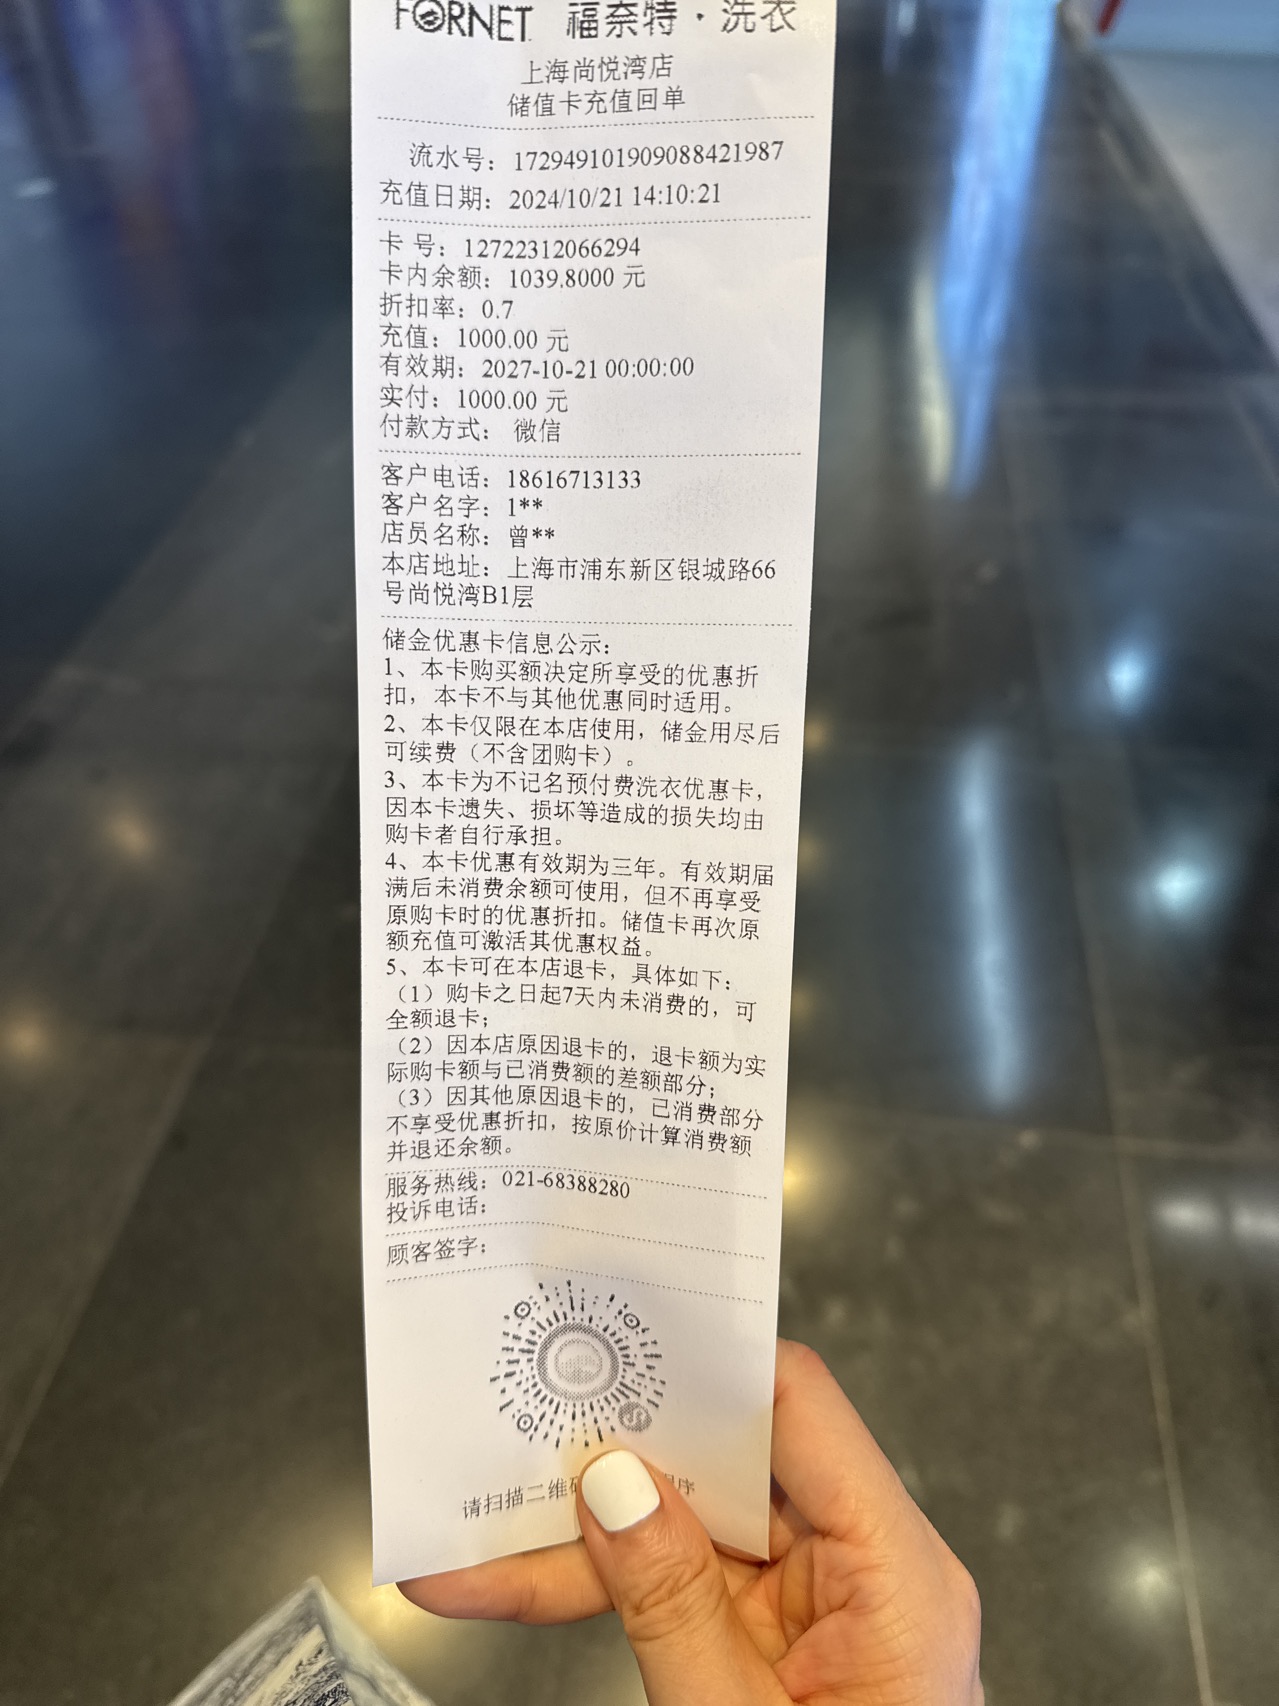 FORNET 福奈特·洗衣
上海尚悦湾店
储值卡充值回单
流水号：172949101909088421987
充值日期：2024/10/21 14:10:21
卡 号：12722312066294
卡内余额：1039.8000 元
折扣率：0.7
充值：1000.00 元
有效期：2027-10-21 00:00:00
实付：1000.00 元
付款方式： 微信
客户电话：18616713133
客户名字：1**
店员名称：曾**
本店地址：上海市浦东新区银城路66
号尚悦湾B1层
储金优惠卡信息公示：
1、本卡购买额决定所享受的优惠折
扣，本卡不与其他优惠同时适用。
2、本卡仅限在本店使用，储金用尽后
可续费（不含团购卡）。
3、本卡为不记名预付费洗衣优惠卡，
因本卡遗失、损坏等造成的损失均由
购卡者自行承担。
4、本卡优惠有效期为三年。有效期届
满后未消费余额可使用，但不再享受
原购卡时的优惠折扣。储值卡再次原
额充值可激活其优惠权益。
5、本卡可在本店退卡，具体如下：
（1）购卡之日起7天内未消费的，可
全额退卡；
（2）因本店原因退卡的，退卡额为实
际购卡额与已消费额的差额部分；
（3）因其他原因退卡的，已消费部分
不享受优惠折扣，按原价计算消费额
并退还余额。
服务热线：021-68388280
投诉电话：
顾客签字：
请扫描二维码 程序